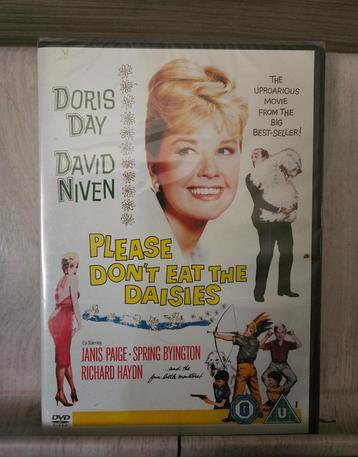 DORIS
DAY
DAVID
NIVEN
THE
UPROARIOUS
MOVIE
FROM THE
BIG
BEST-SELLER!
PLEASE
DON'T EAT THE
DAISIES
Co-Starring
JANIS PAIGE · SPRING BYINGTON
RICHARD HAYDN and the
four little monsters!
DVD
VIDEO
U